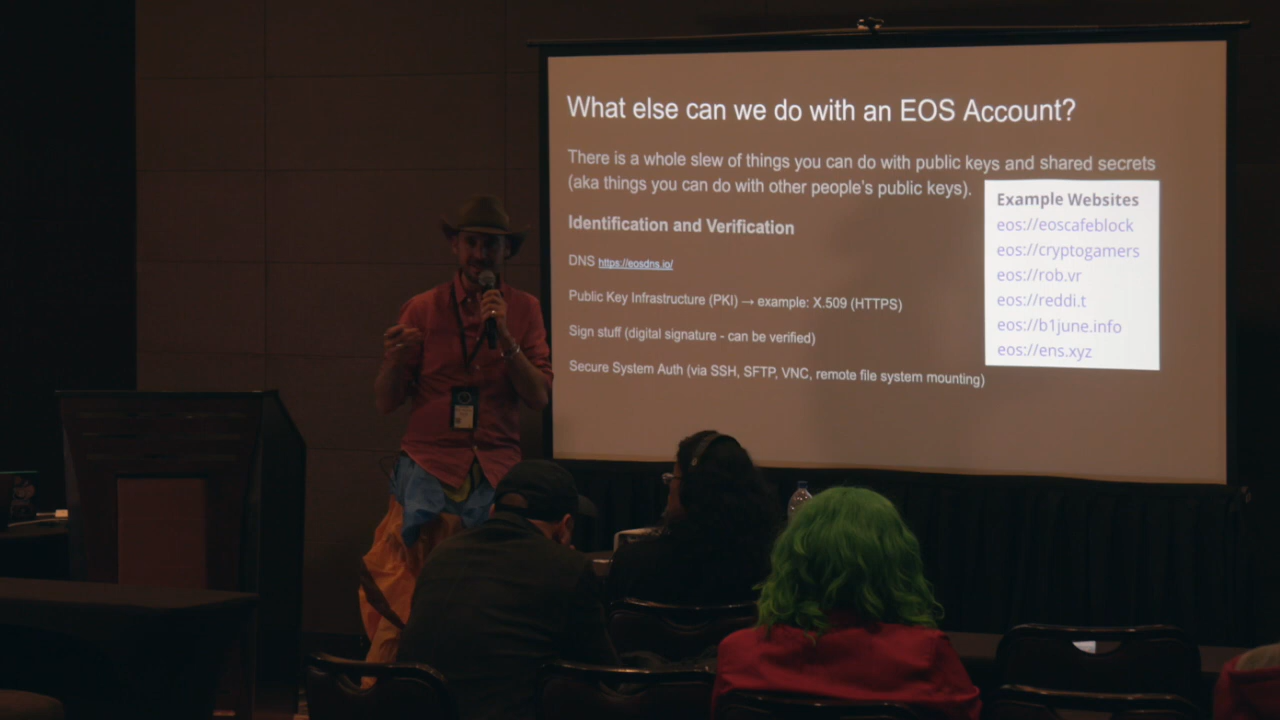 What else can we do with an EOS Account?
There is a whole slew of things you can do with public keys and shared secrets
(aka things you can do with other people's public keys).
Identification and Verification
DNS https://eosdns.io/
Public Key Infrastructure (PKI) → example: X.509 (HTTPS)
Sign stuff (digital signature - can be verified)
Secure System Auth (via SSH, SFTP, VNC, remote file system mounting)
Example Websites
eos://eoscafeblock
eos://cryptogamers
eos://rob.vr
eos://reddi.t
eos://b1june.info
eos://ens.xyz